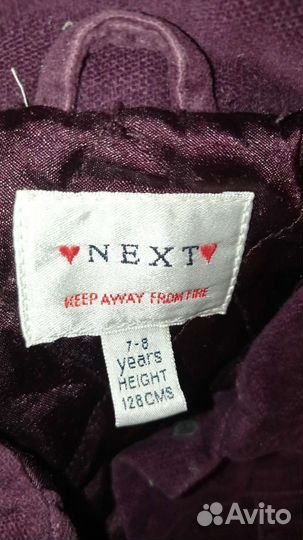 NEXT
KEEP AWAY FROM FIRE
7-8
years
HEIGHT
128CMS
Avito